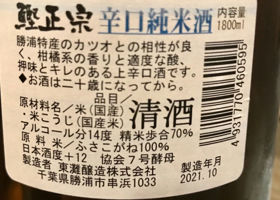 鰹正宗 辛口純米酒 内容量
1800ml
勝浦特産のカツオとの相性が良
く、柑橘系の香りと適度な酸、
押味とキレのある上辛口酒です。
◆お酒は二十歳になってから。
品目
清酒
原材料名/米(国産)
・米こうじ(国産米)
アルコール分14度 精米歩合70%
原料米/ふさこがね100%
日本酒度+12 協会7号酵母
製造者 東灘醸造株式会社
千葉県勝浦市串浜1033
製造年月
2021.10
4937770460595